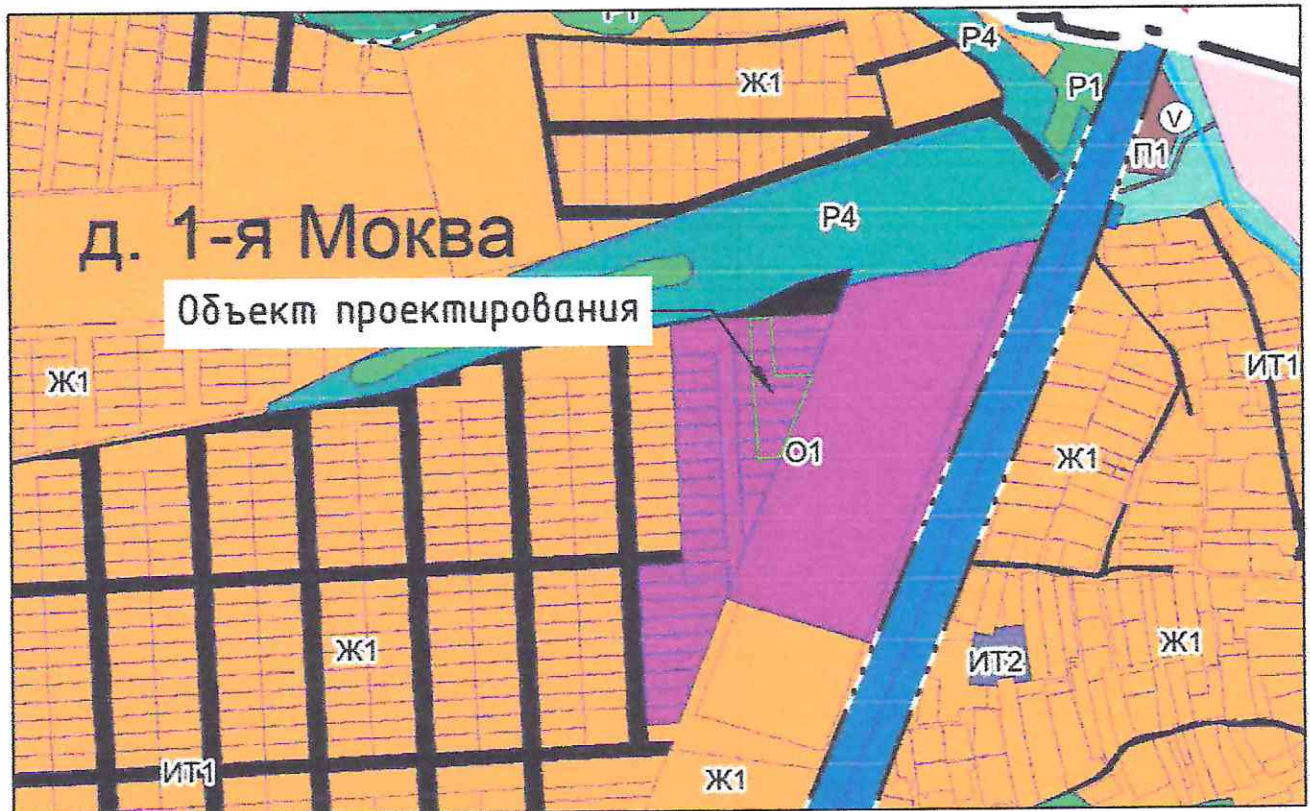 Р1
Р4
Ж1
Р1
V
П1
д. 1-я Моква
Р4
Объект проектирования
Ж1
ИТ1
О1
Ж1
Ж1
ИТ2
Ж1
ИТ1
Ж1